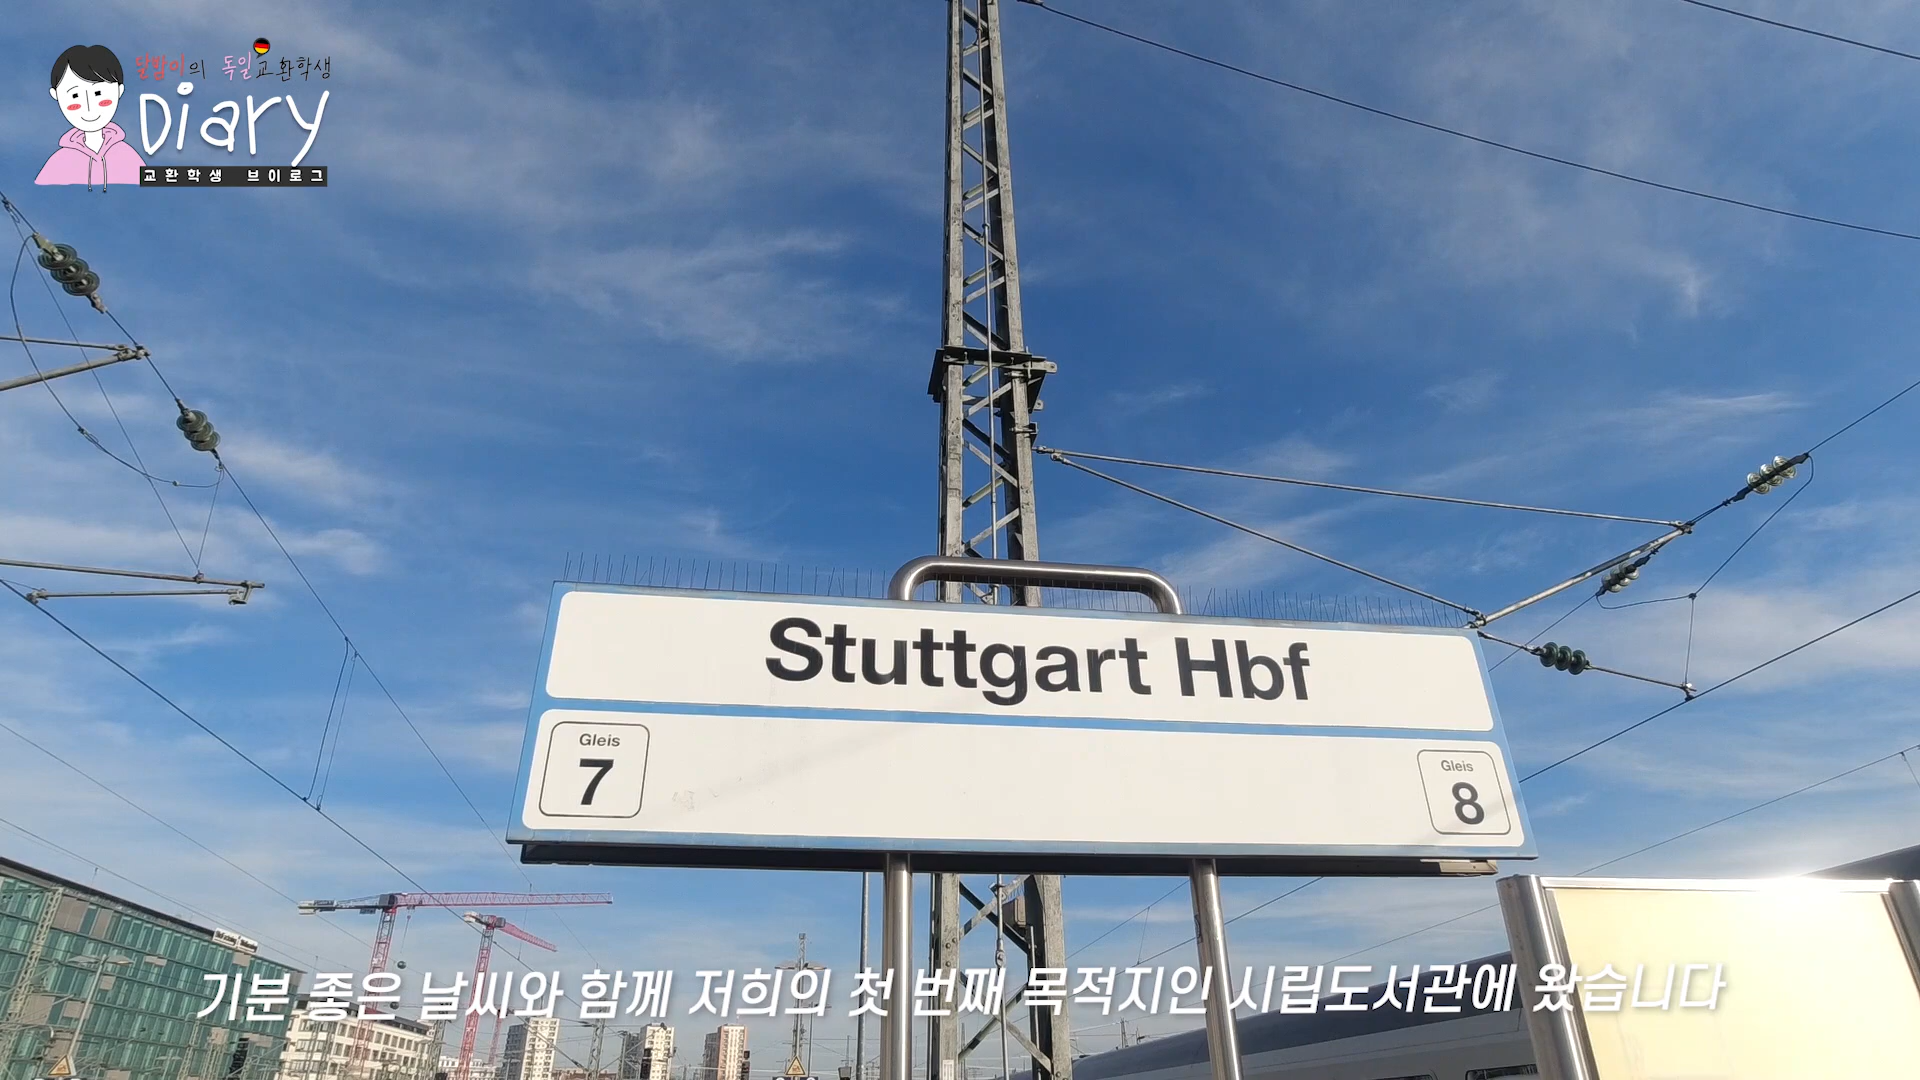 달밤이의 독일교환학생
Diary
교환학생 브이로그
Stuttgart Hbf
Gleis
7
Gleis
8
기분 좋은 날씨와 함께 저희의 첫 번째 목적지인 시립도서관에 왔습니다